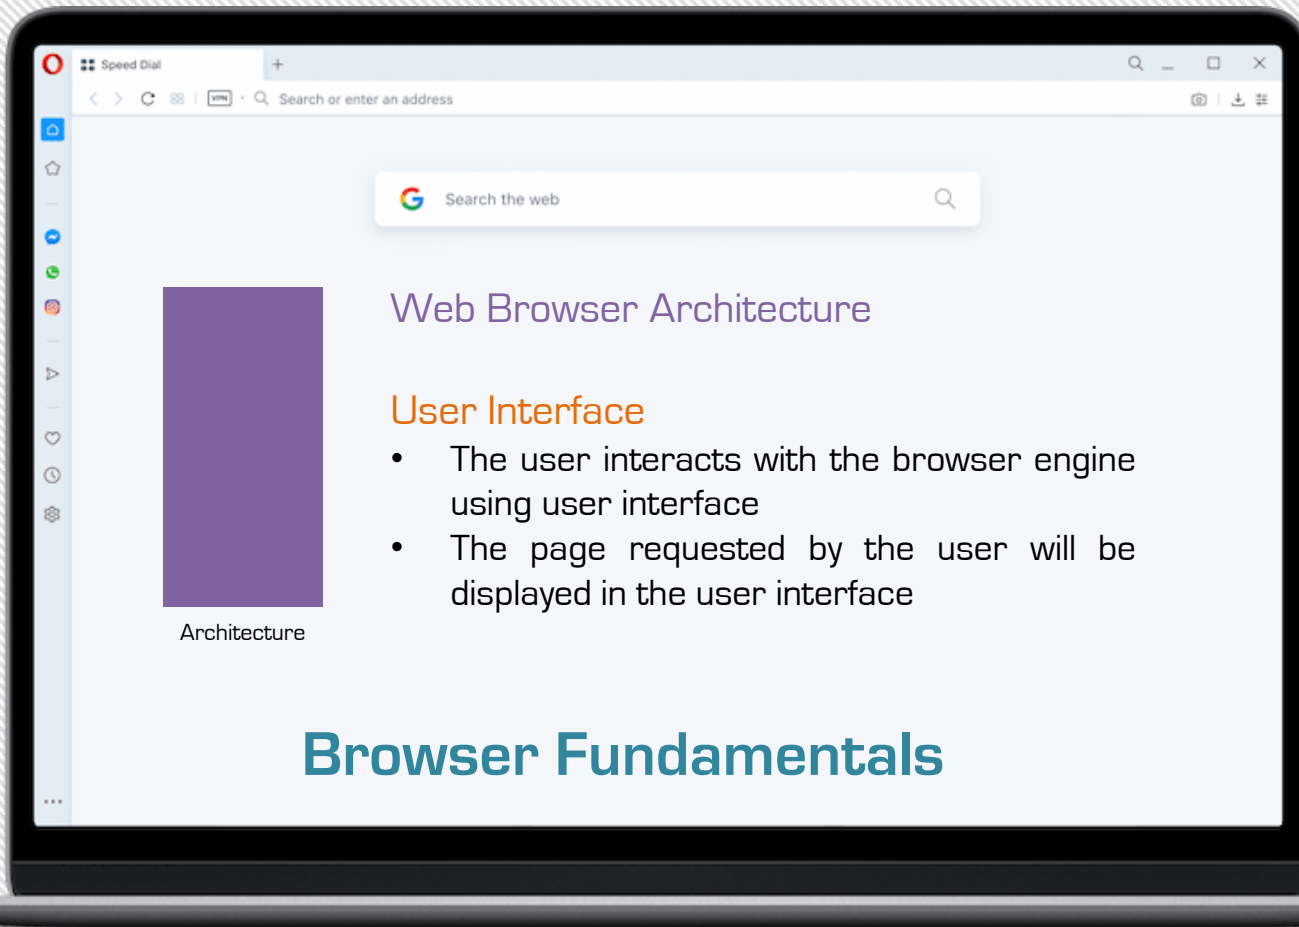 Speed Dial
VPN
Search or enter an address
Search the web
Web Browser Architecture
User Interface
• The user interacts with the browser engine
using user interface
• The page requested by the user will be
displayed in the user interface
Architecture
Browser Fundamentals